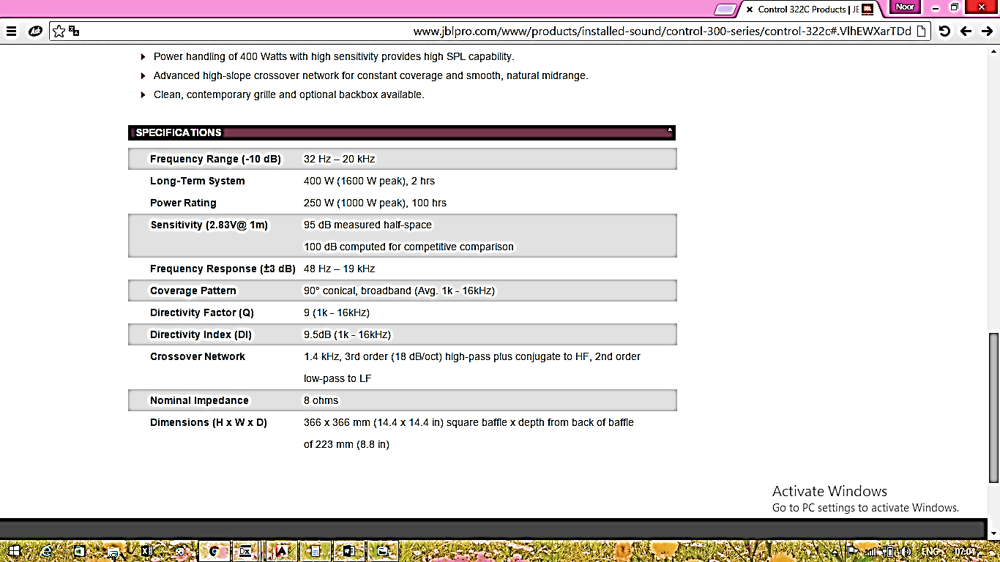 Control 322C Products | JE
JBL
Noor
www.jblpro.com/www/products/installed-sound/control-300-series/control-322c#.VlhEWXarTDd
Power handling of 400 Watts with high sensitivity provides high SPL capability.
Advanced high-slope crossover network for constant coverage and smooth, natural midrange.
Clean, contemporary grille and optional backbox available.
SPECIFICATIONS
Frequency Range (-10 dB) 32 Hz – 20 kHz
Long-Term System 400 W (1600 W peak), 2 hrs
Power Rating 250 W (1000 W peak), 100 hrs
Sensitivity (2.83V@ 1m) 95 dB measured half-space
100 dB computed for competitive comparison
Frequency Response (±3 dB) 48 Hz – 19 kHz
Coverage Pattern 90° conical, broadband (Avg. 1k - 16kHz)
Directivity Factor (Q) 9 (1k - 16kHz)
Directivity Index (DI) 9.5dB (1k - 16kHz)
Crossover Network 1.4 kHz, 3rd order (18 dB/oct) high-pass plus conjugate to HF, 2nd order
low-pass to LF
Nominal Impedance 8 ohms
Dimensions (H x W x D) 366 x 366 mm (14.4 x 14.4 in) square baffle x depth from back of baffle
of 223 mm (8.8 in)
Activate Windows
Go to PC settings to activate Windows.
Dx
ENG 07:04